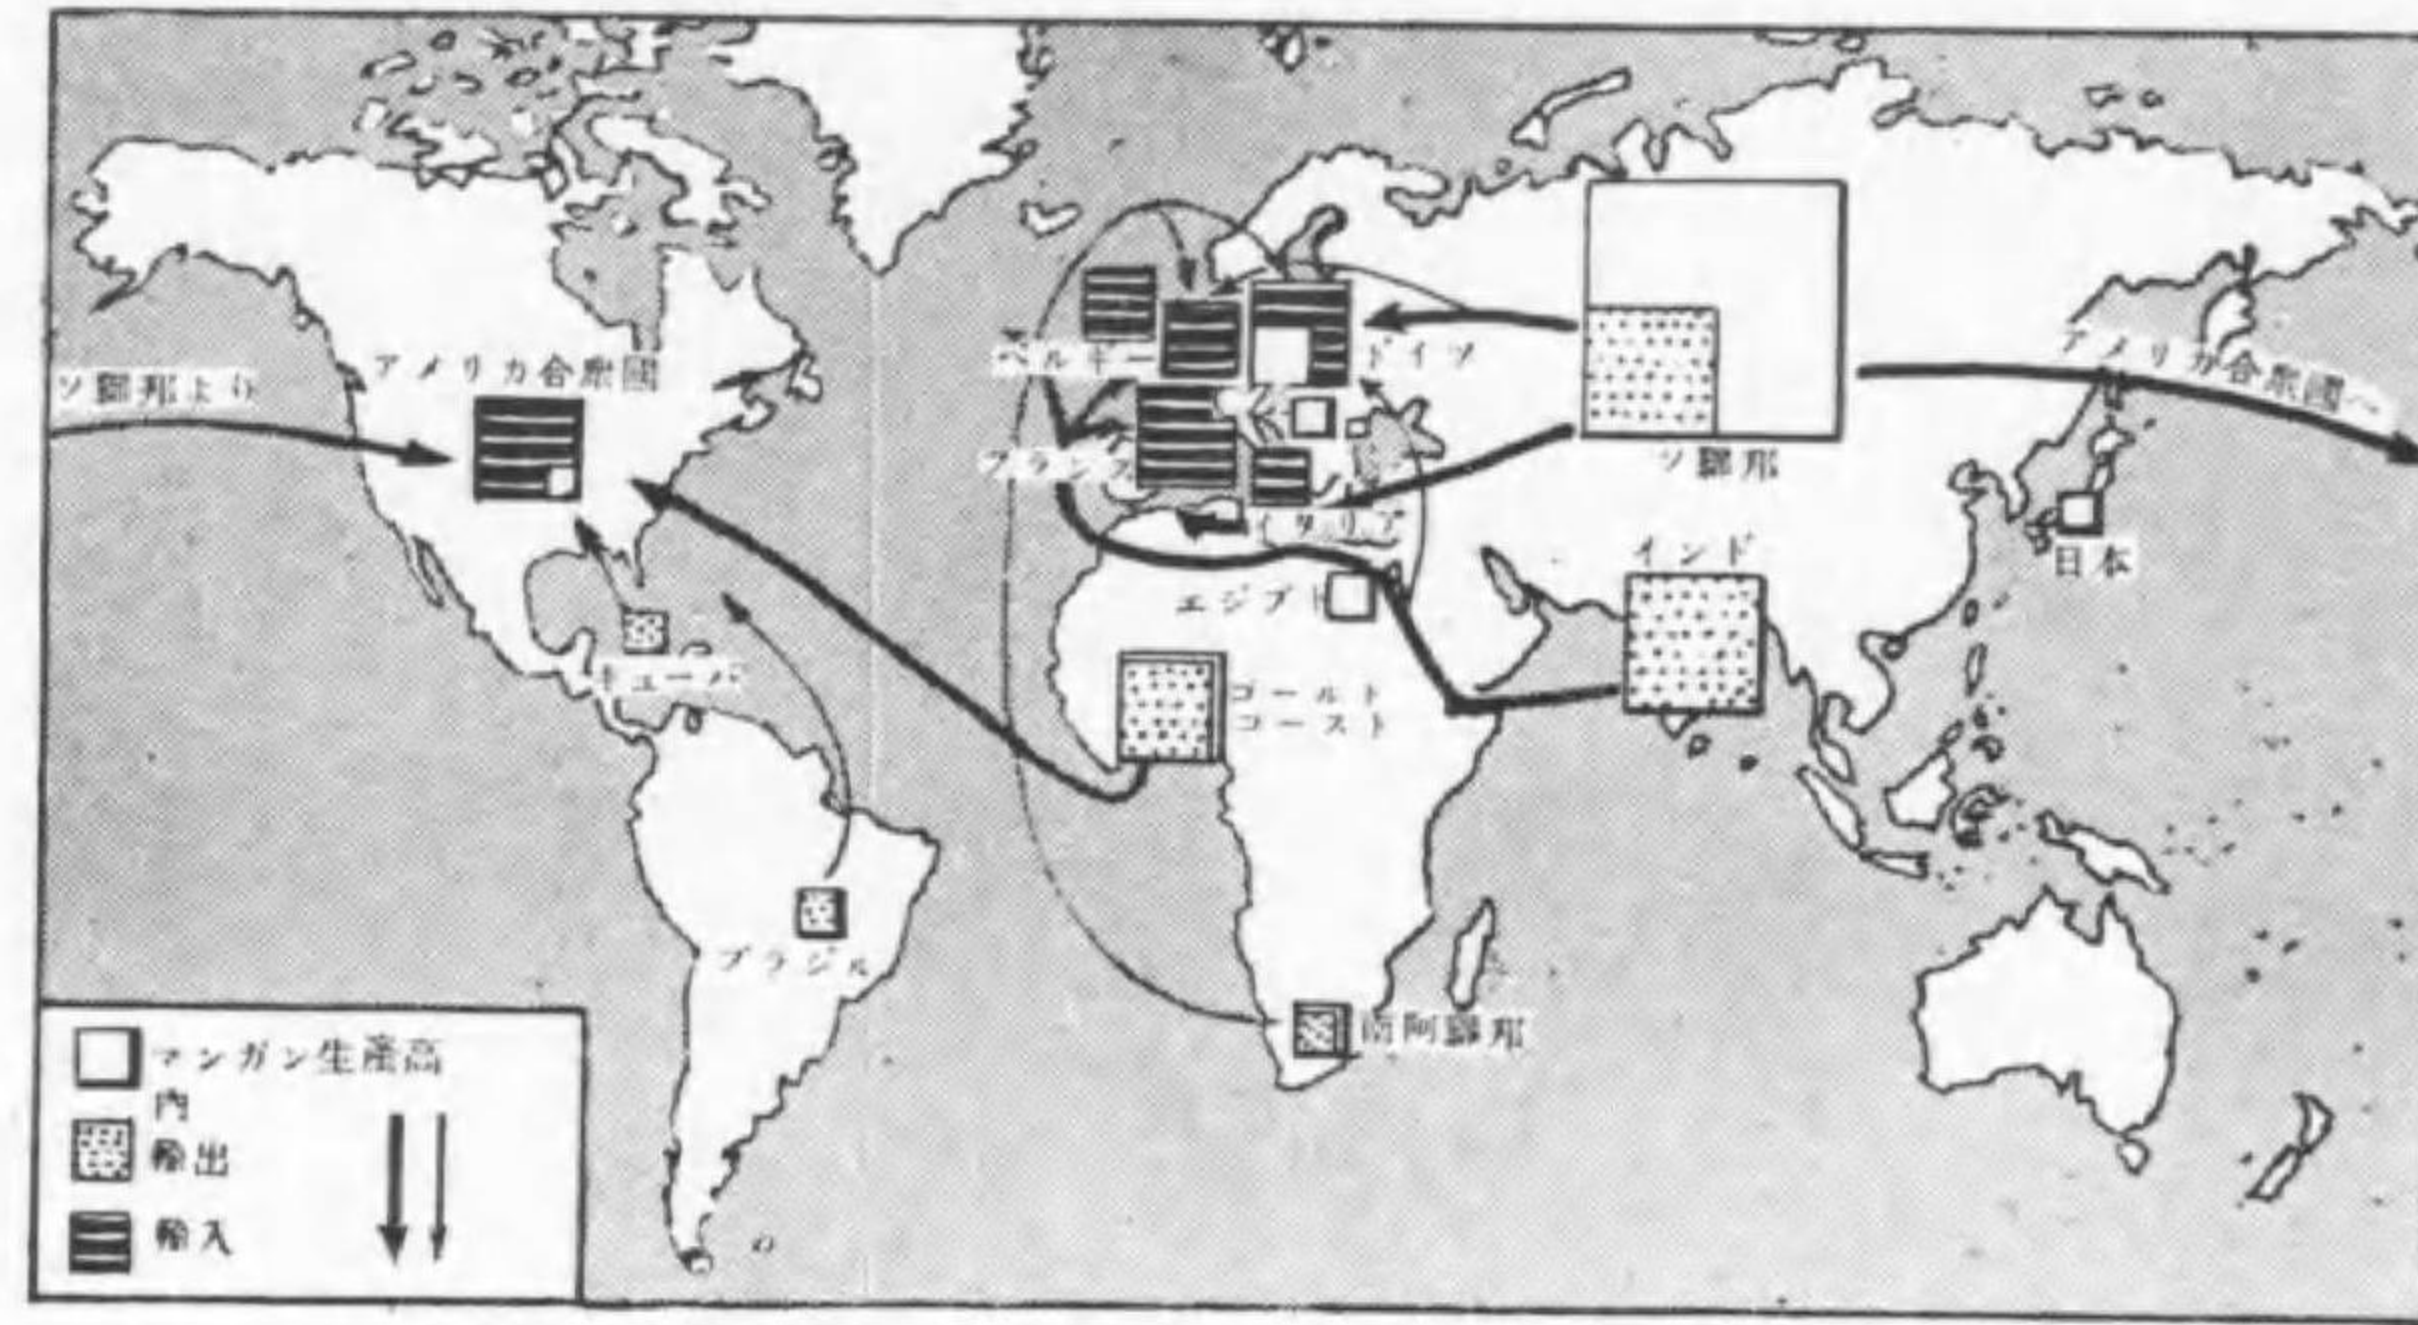 ソ聯邦より
アメリカ合衆國
キューバ
ブラジル
ベルギー
ドイツ
フランス
イタリア
エジプト
ゴールド
コースト
南阿聯邦
ソ聯邦
インド
日本
アメリカ合衆國へ
マンガン生産高
内
輸出
輸入